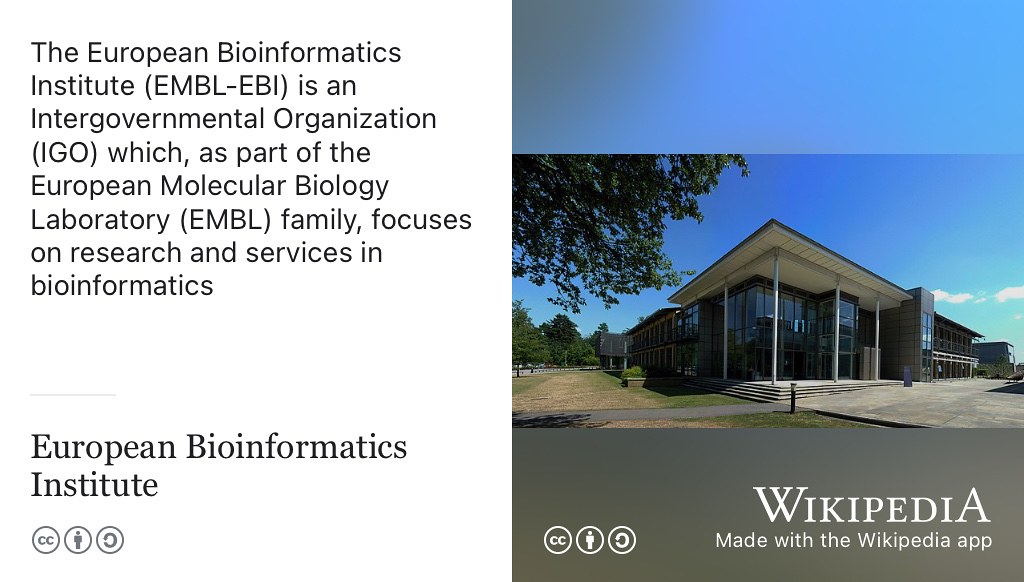 The European Bioinformatics
Institute (EMBL-EBI) is an
Intergovernmental Organization
(IGO) which, as part of the
European Molecular Biology
Laboratory (EMBL) family, focuses
on research and services in
bioinformatics
European Bioinformatics
Institute
cc
cc
WIKIPEDIA
Made with the Wikipedia app